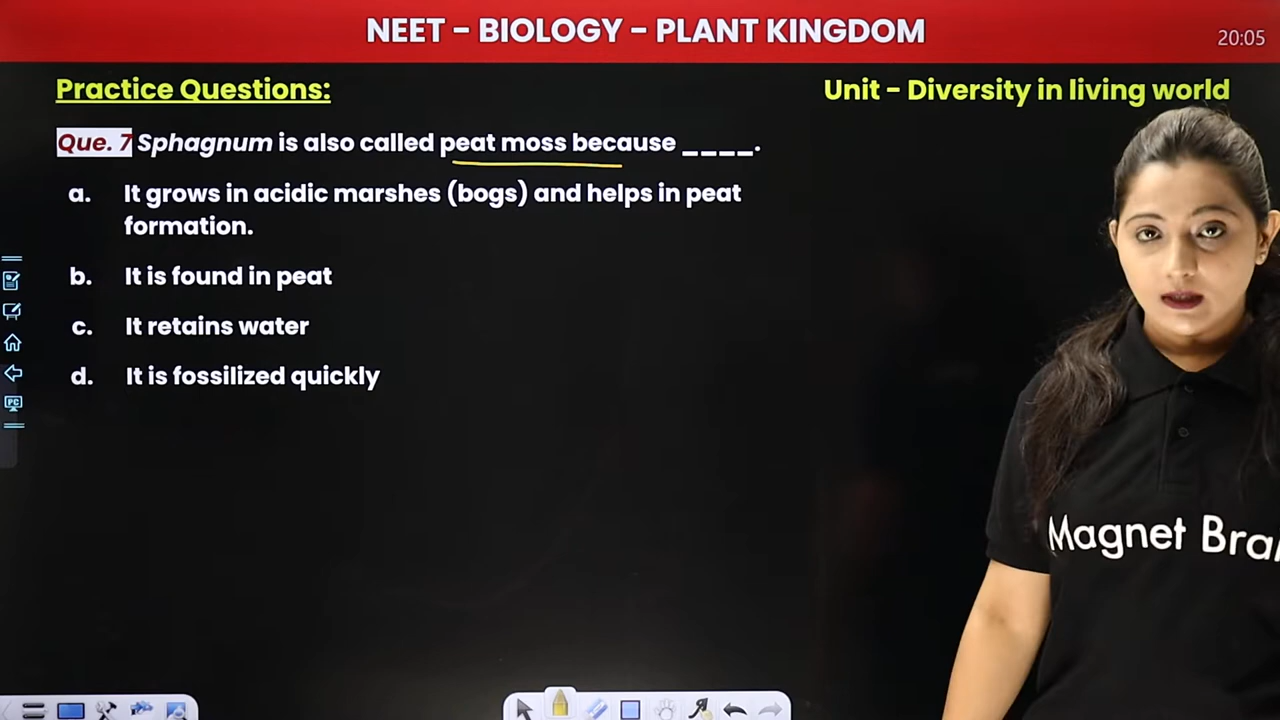 NEET - BIOLOGY - PLANT KINGDOM
20:05
Practice Questions:
Unit - Diversity in living world
Que. 7 Sphagnum is also called peat moss because ____.
a. It grows in acidic marshes (bogs) and helps in peat
formation.
b. It is found in peat
c. It retains water
d. It is fossilized quickly
Magnet Brai
PC